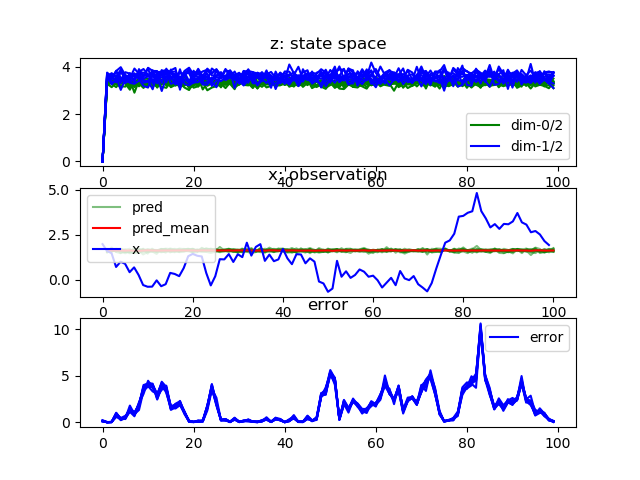 z: state space
4
2
0
dim-0/2
dim-1/2
0 20 40 60 80 100
x: observation
5.0
2.5
0.0
pred
pred_mean
x
0 20 40 60 80 100
error
10
5
0
error
0 20 40 60 80 100